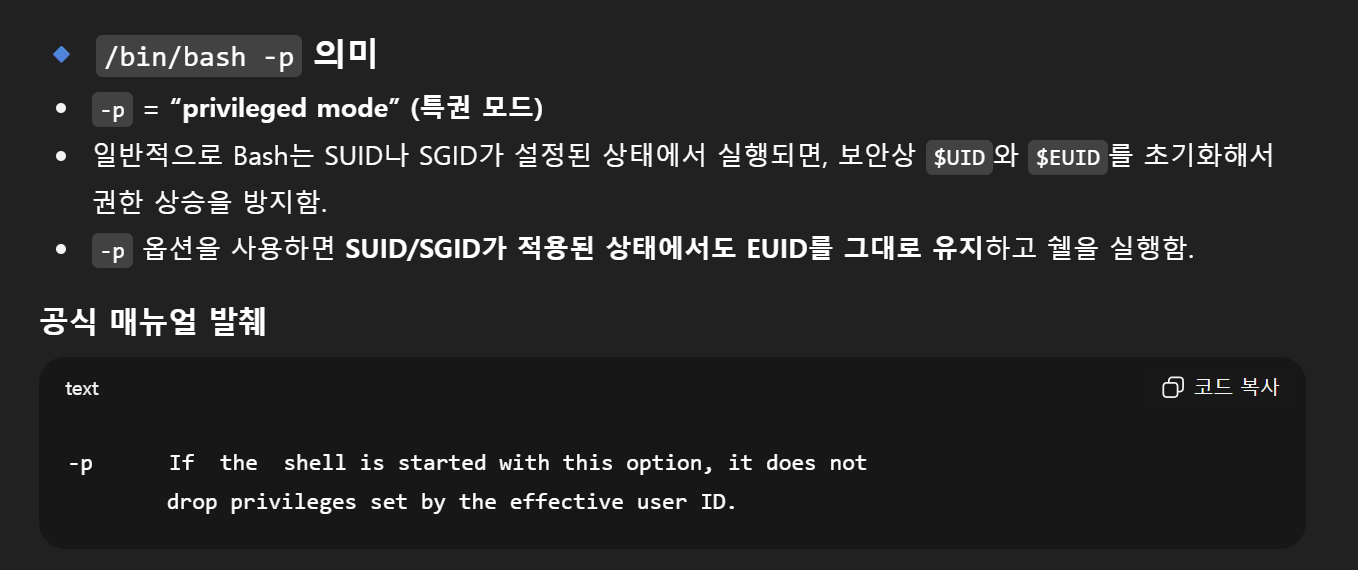 /bin/bash -p 의미
-p = “privileged mode” (특권 모드)
일반적으로 Bash는 SUID나 SGID가 설정된 상태에서 실행되면, 보안상 $UID와 $EUID를 초기화해서
권한 상승을 방지함.
-p 옵션을 사용하면 SUID/SGID가 적용된 상태에서도 EUID를 그대로 유지하고 쉘을 실행함.
공식 매뉴얼 발췌
text 코드 복사
-p If the shell is started with this option, it does not
drop privileges set by the effective user ID.